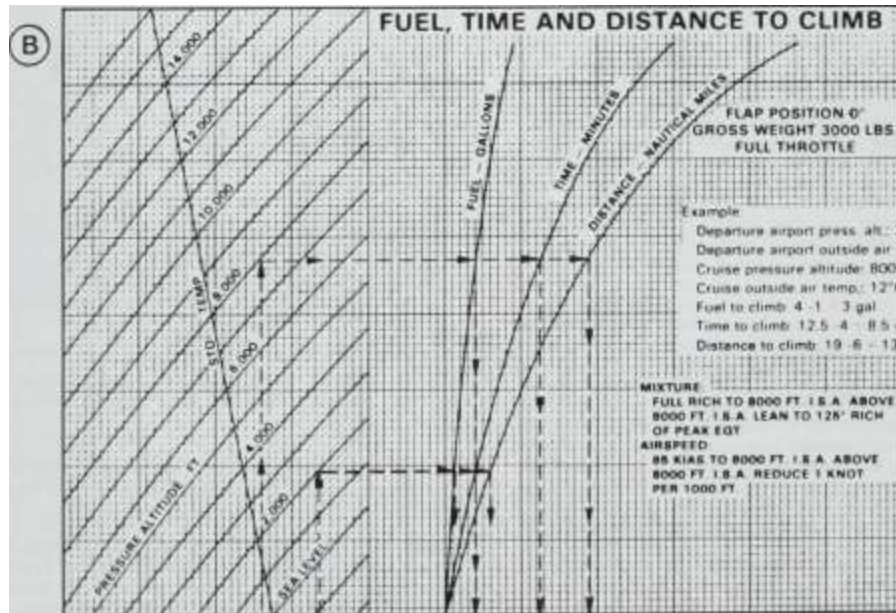 B
FUEL, TIME AND DISTANCE TO CLIMB
14,000
12,000
10,000
8,000
6,000
4,000
2,000
SEA LEVEL
STD TEMP
PRESSURE ALTITUDE FT
FUEL - GALLONS
TIME - MINUTES
DISTANCE - NAUTICAL MILES
FLAP POSITION 0°
GROSS WEIGHT 3000 LBS
FULL THROTTLE
Example
Departure airport press. alt.:
Departure airport outside air
Cruise pressure altitude: 800
Cruise outside air temp.: 12°
Fuel to climb: 4 -1 3 gal
Time to climb: 12.5 -4 - 8.5
Distance to climb: 19 -6 - 13
MIXTURE
FULL RICH TO 8000 FT. I.S.A. ABOVE
8000 FT. I.S.A. LEAN TO 125° RICH
OF PEAK EGT
AIRSPEED
85 KIAS TO 8000 FT. I.S.A. ABOVE
8000 FT. I.S.A. REDUCE 1 KNOT
PER 1000 FT